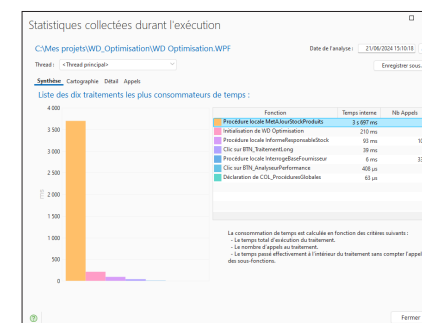 Statistiques collectées durant l'exécution
C:\Mes projets\WD_Optimisation\WD Optimisation.WPF
Date de l'analyse : 21/06/2024 15:10:18
Thread : <Thread principal>
Enregistrer sous.
Synthèse Cartographie Détail Appels
Liste des dix traitements les plus consommateurs de temps :
4 000
3 500
3 000
2 500
ms
2 000
1 500
1 000
500
0
Fonction Temps interne Nb Appels
Procédure locale MetAJourStockProduits 3 s 697 ms
Initialisation de WD Optimisation 210 ms
Procédure locale InformeResponsableStock 93 ms 10
Clic sur BTN_TraitementLong 39 ms
Procédure locale InterrogeBaseFournisseur 6 ms 33
Clic sur BTN_AnalyseurPerformance 408 µs
Déclaration de COL_ProcéduresGlobales 63 µs
La consommation de temps est calculée en fonction des critères suivants :
- Le temps total d'exécution du traitement.
- Le nombre d'appels au traitement.
- Le temps passé effectivement à l'intérieur du traitement sans compter l'appel
des sous-fonctions.
Fermer